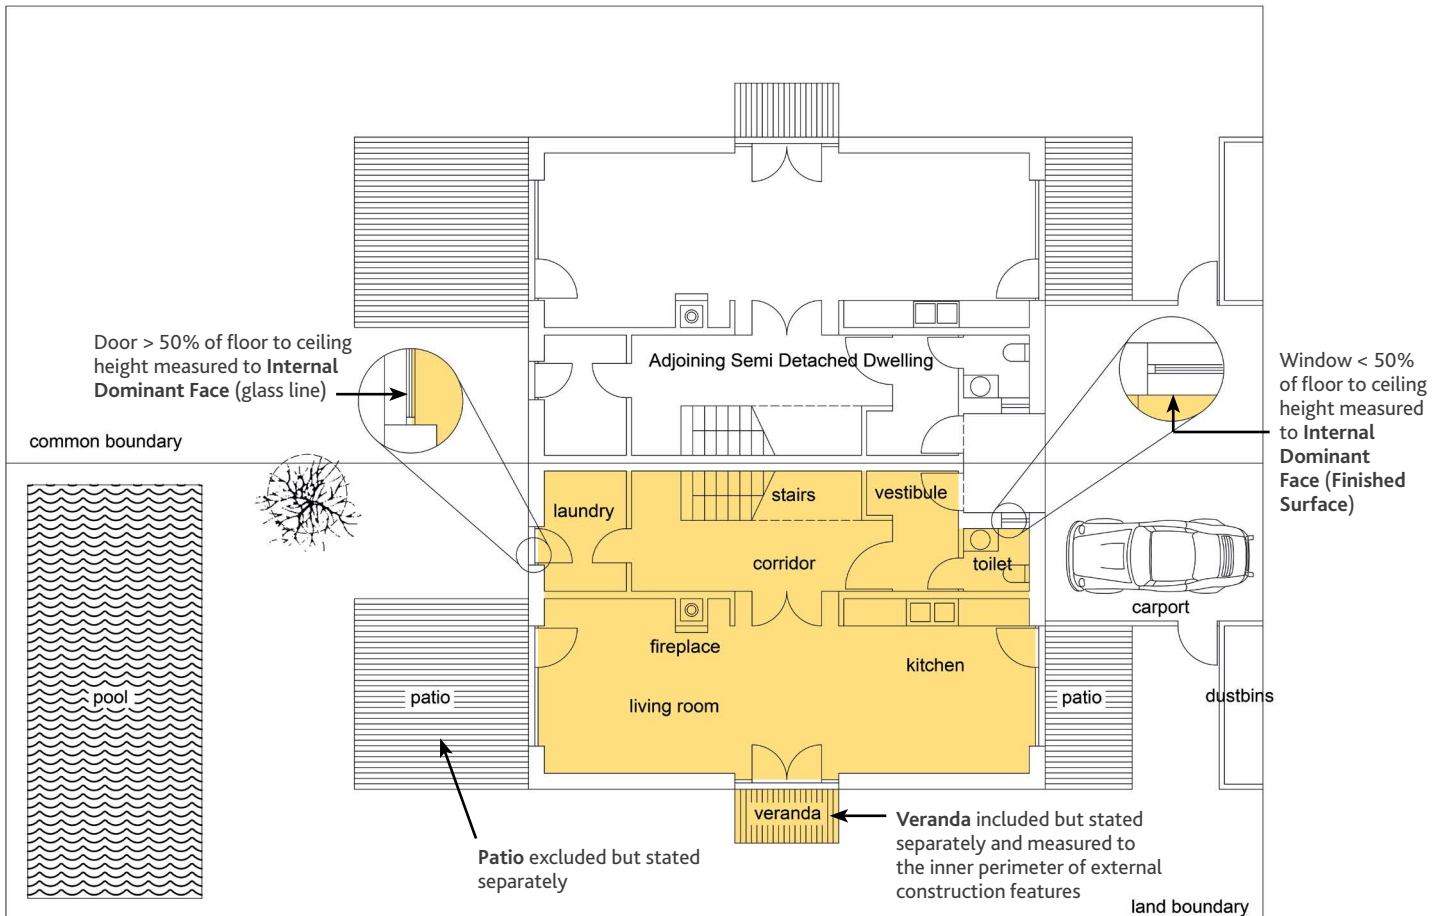 Door > 50% of floor to ceiling
height measured to Internal
Dominant Face (glass line)
Adjoining Semi Detached Dwelling
Window < 50%
of floor to ceiling
height measured
to Internal
Dominant
Face (Finished
Surface)
common boundary
laundry
stairs
vestibule
corridor
toilet
carport
fireplace
kitchen
living room
pool
patio
patio
dustbins
veranda
Patio excluded but stated
separately
Veranda included but stated
separately and measured to
the inner perimeter of external
construction features
land boundary